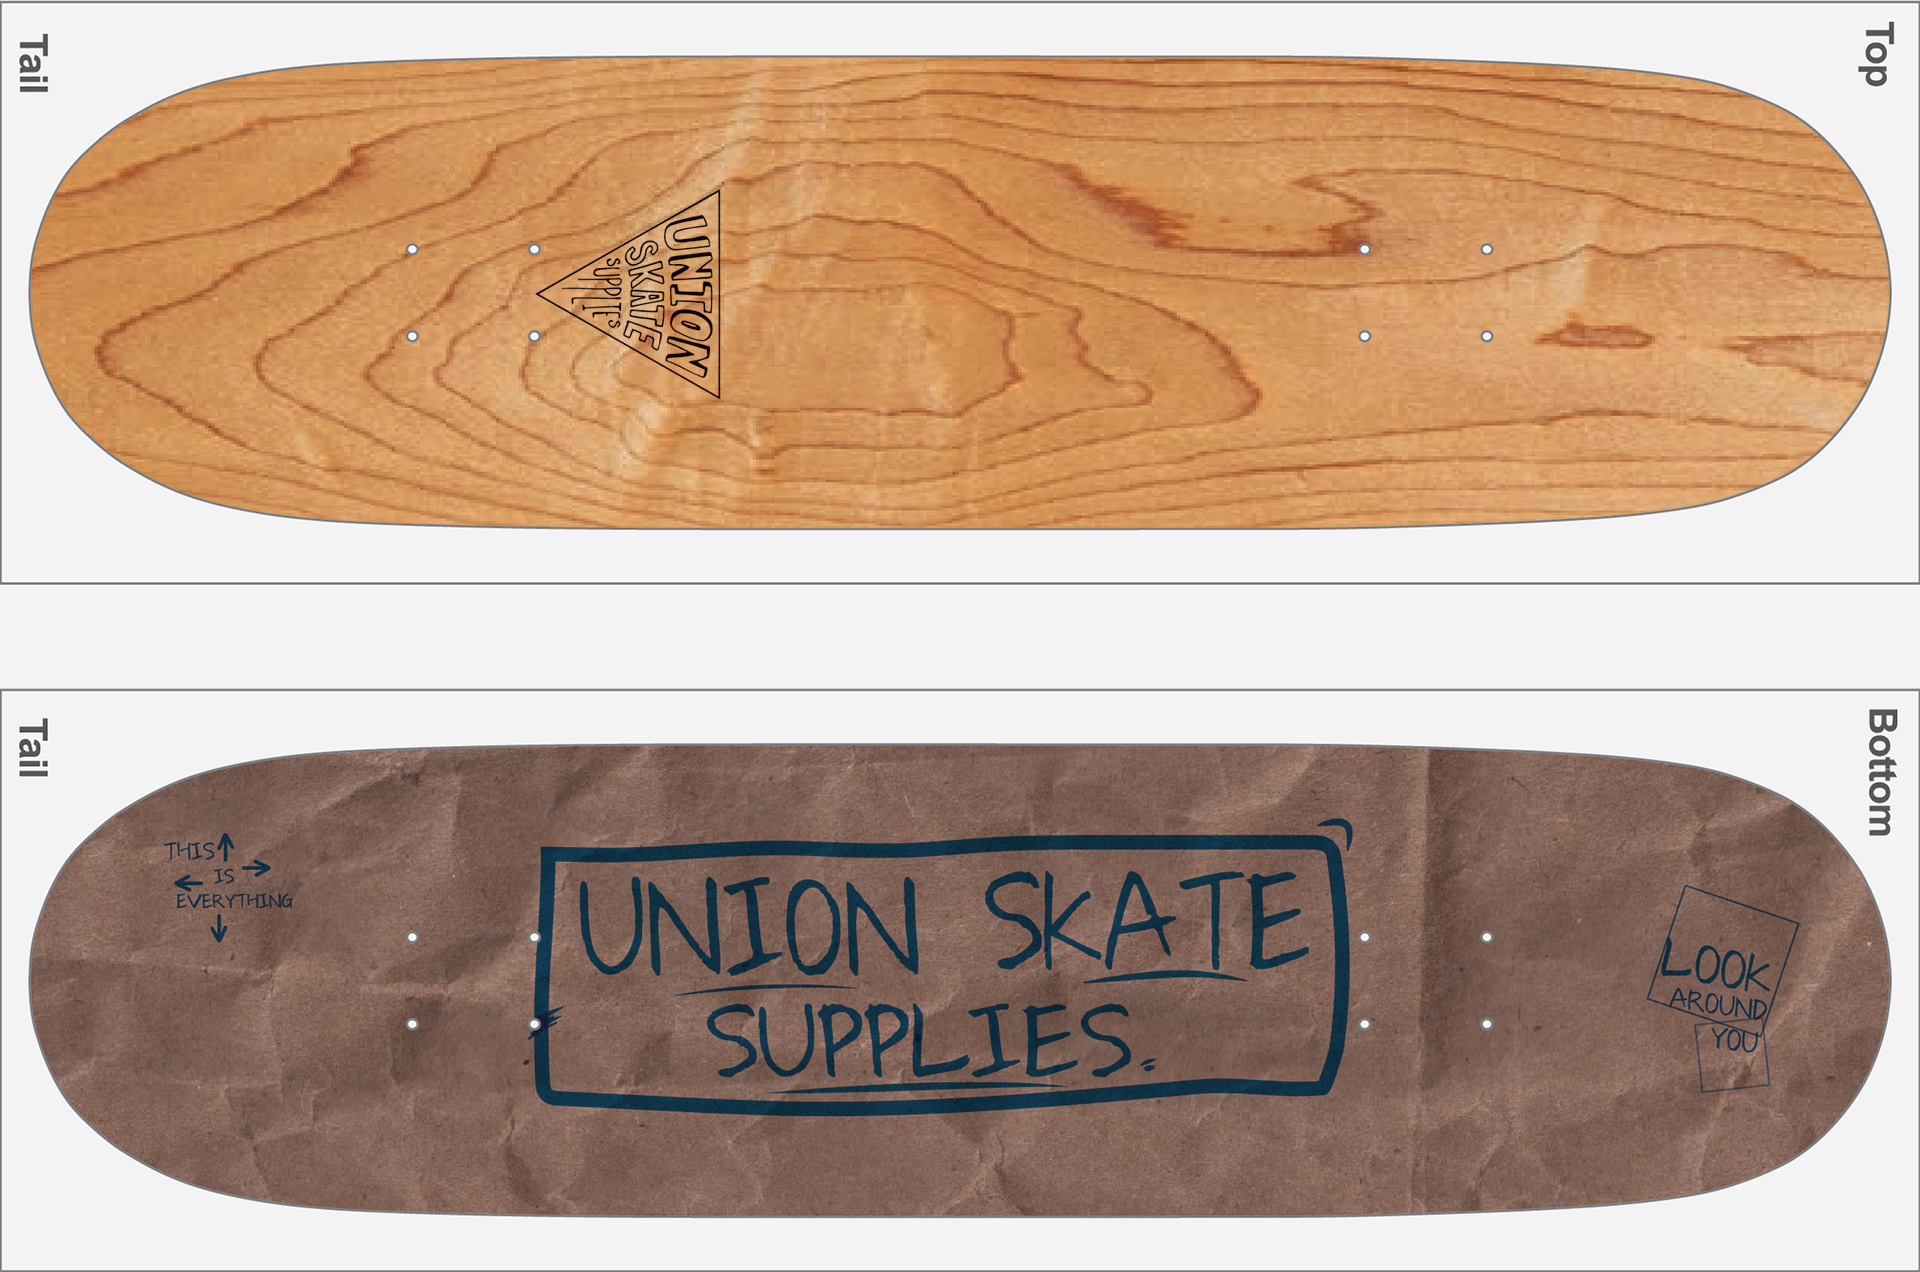 Tail
Top
UNION
SKATE
SUPPLIES
Tail
Bottom
THIS
IS
EVERYTHING
UNION SKATE
SUPPLIES.
LOOK
AROUND
YOU